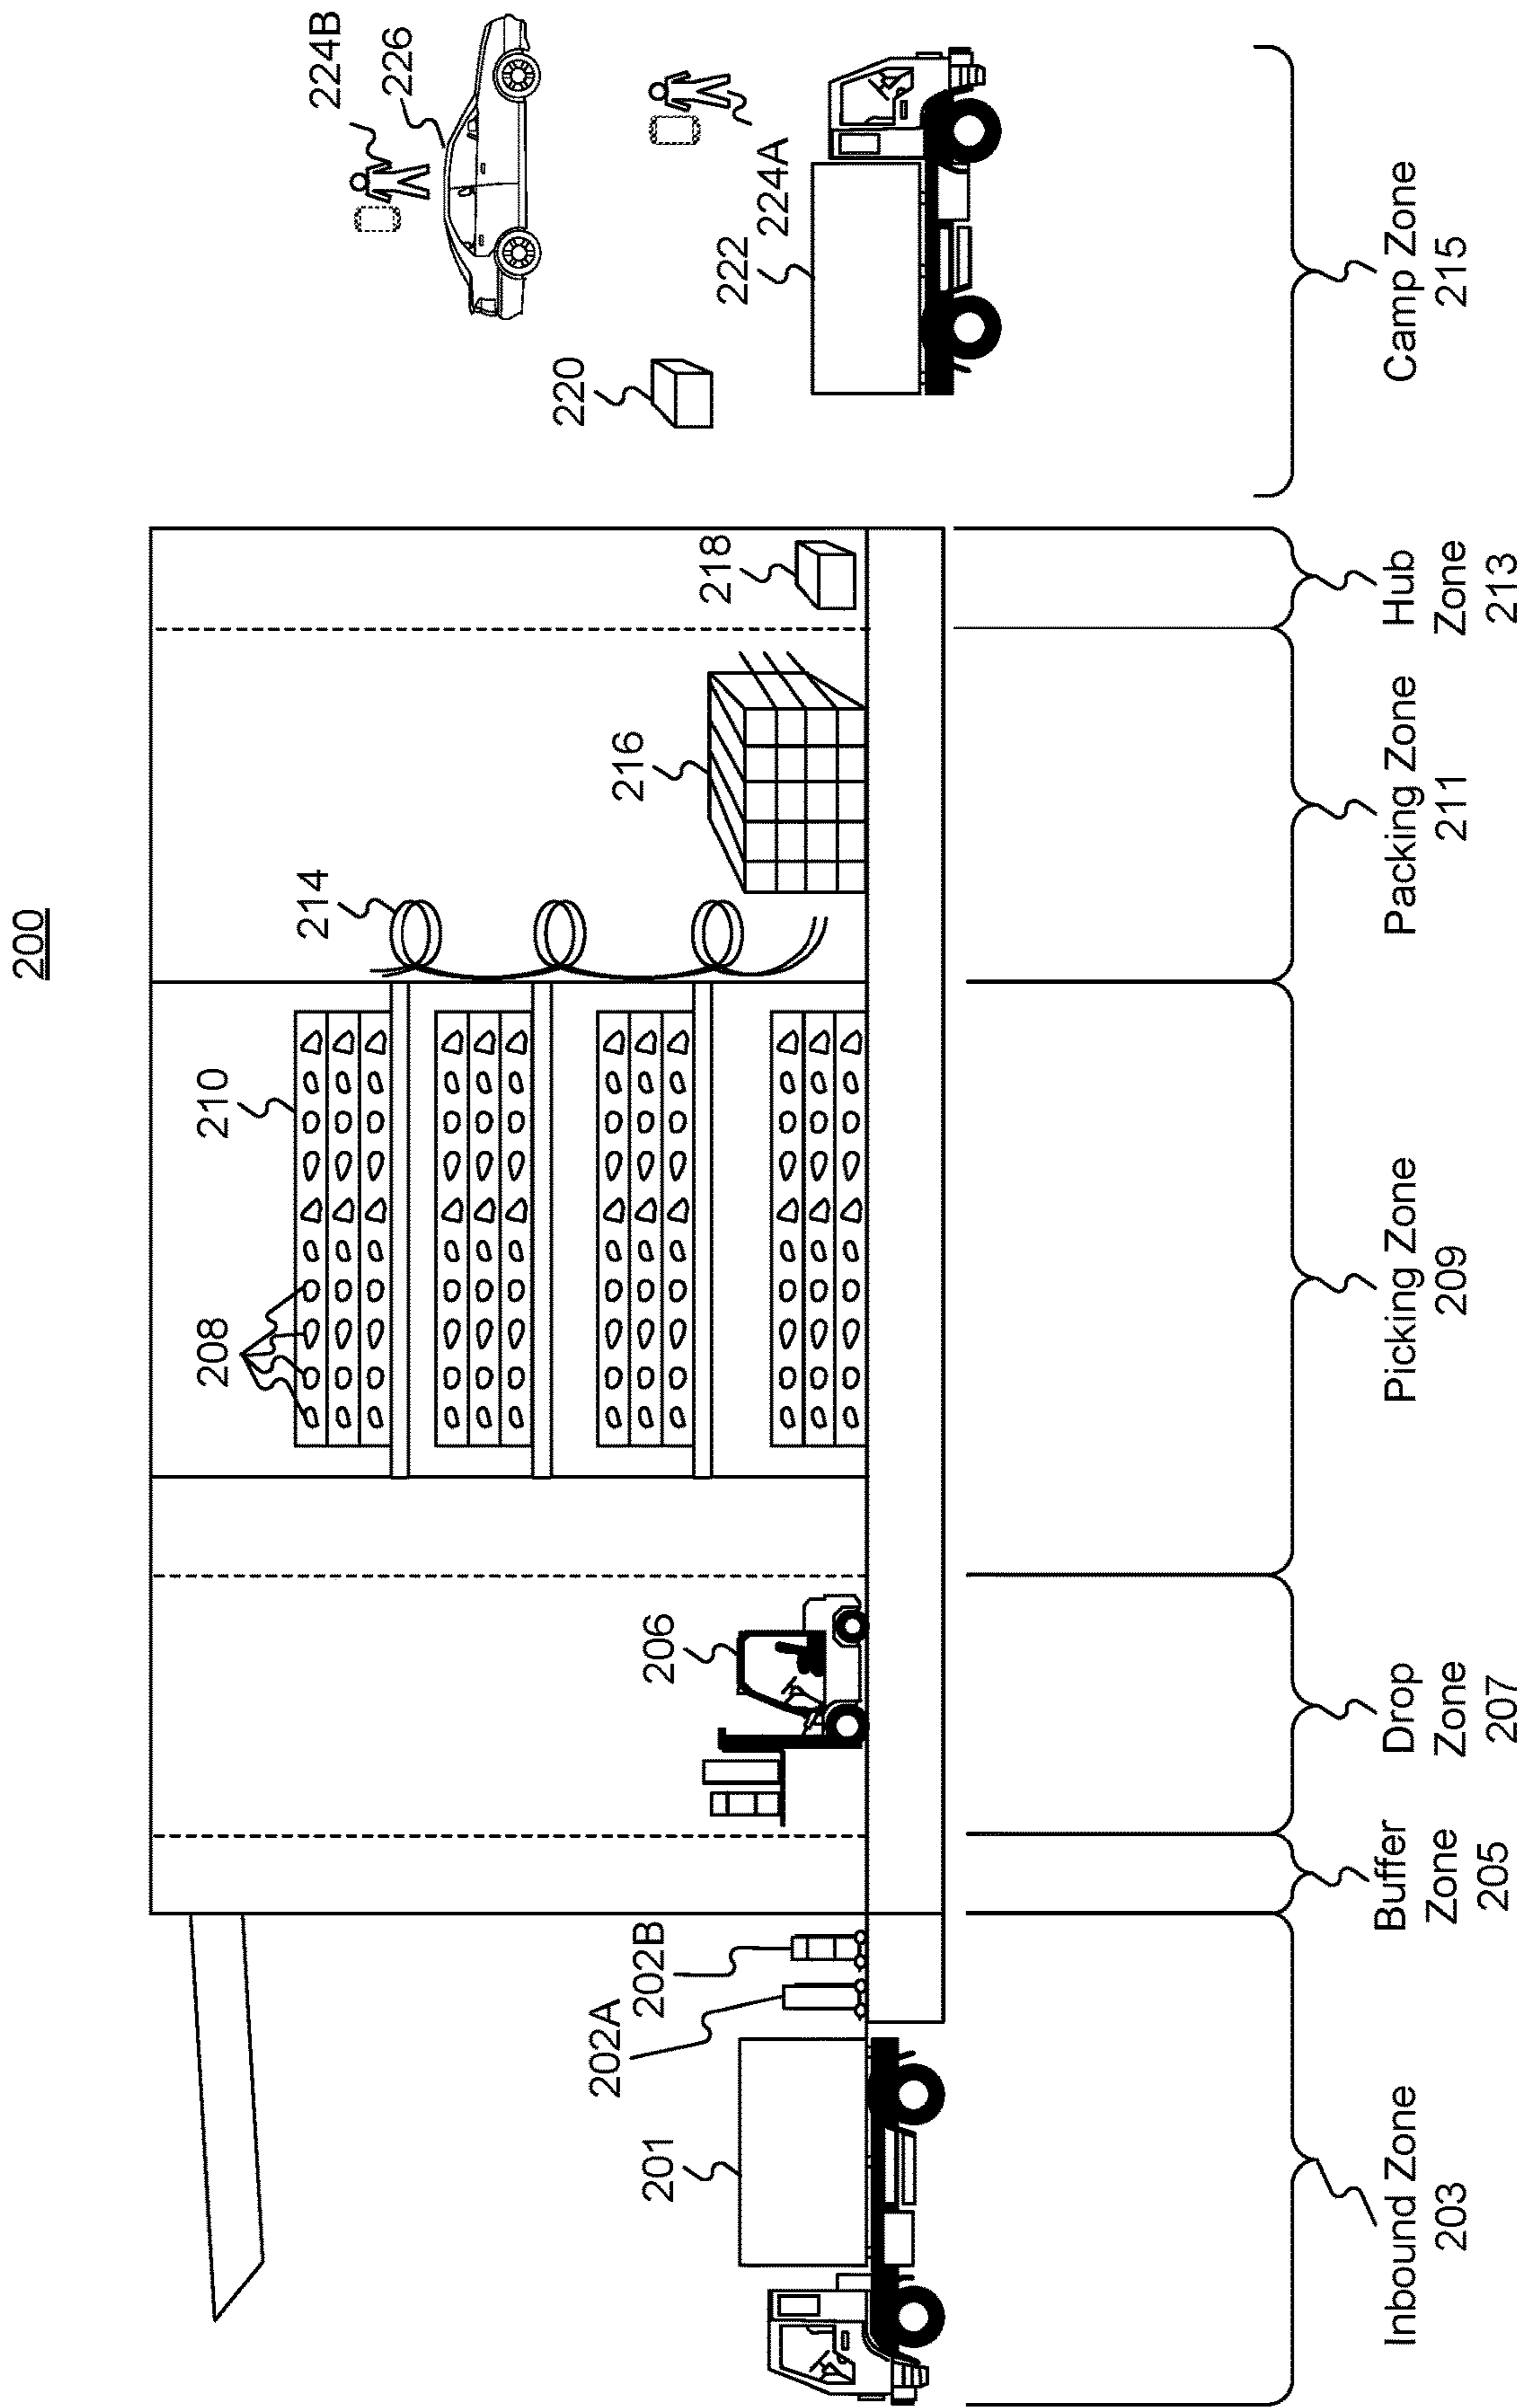 200
224B
226
224A
222
220
218
216
214
210
208
206
202B
202A
201
Inbound Zone
203
Buffer
Zone
205
Drop
Zone
207
Picking Zone
209
Packing Zone
211
Hub
Zone
213
Camp Zone
215